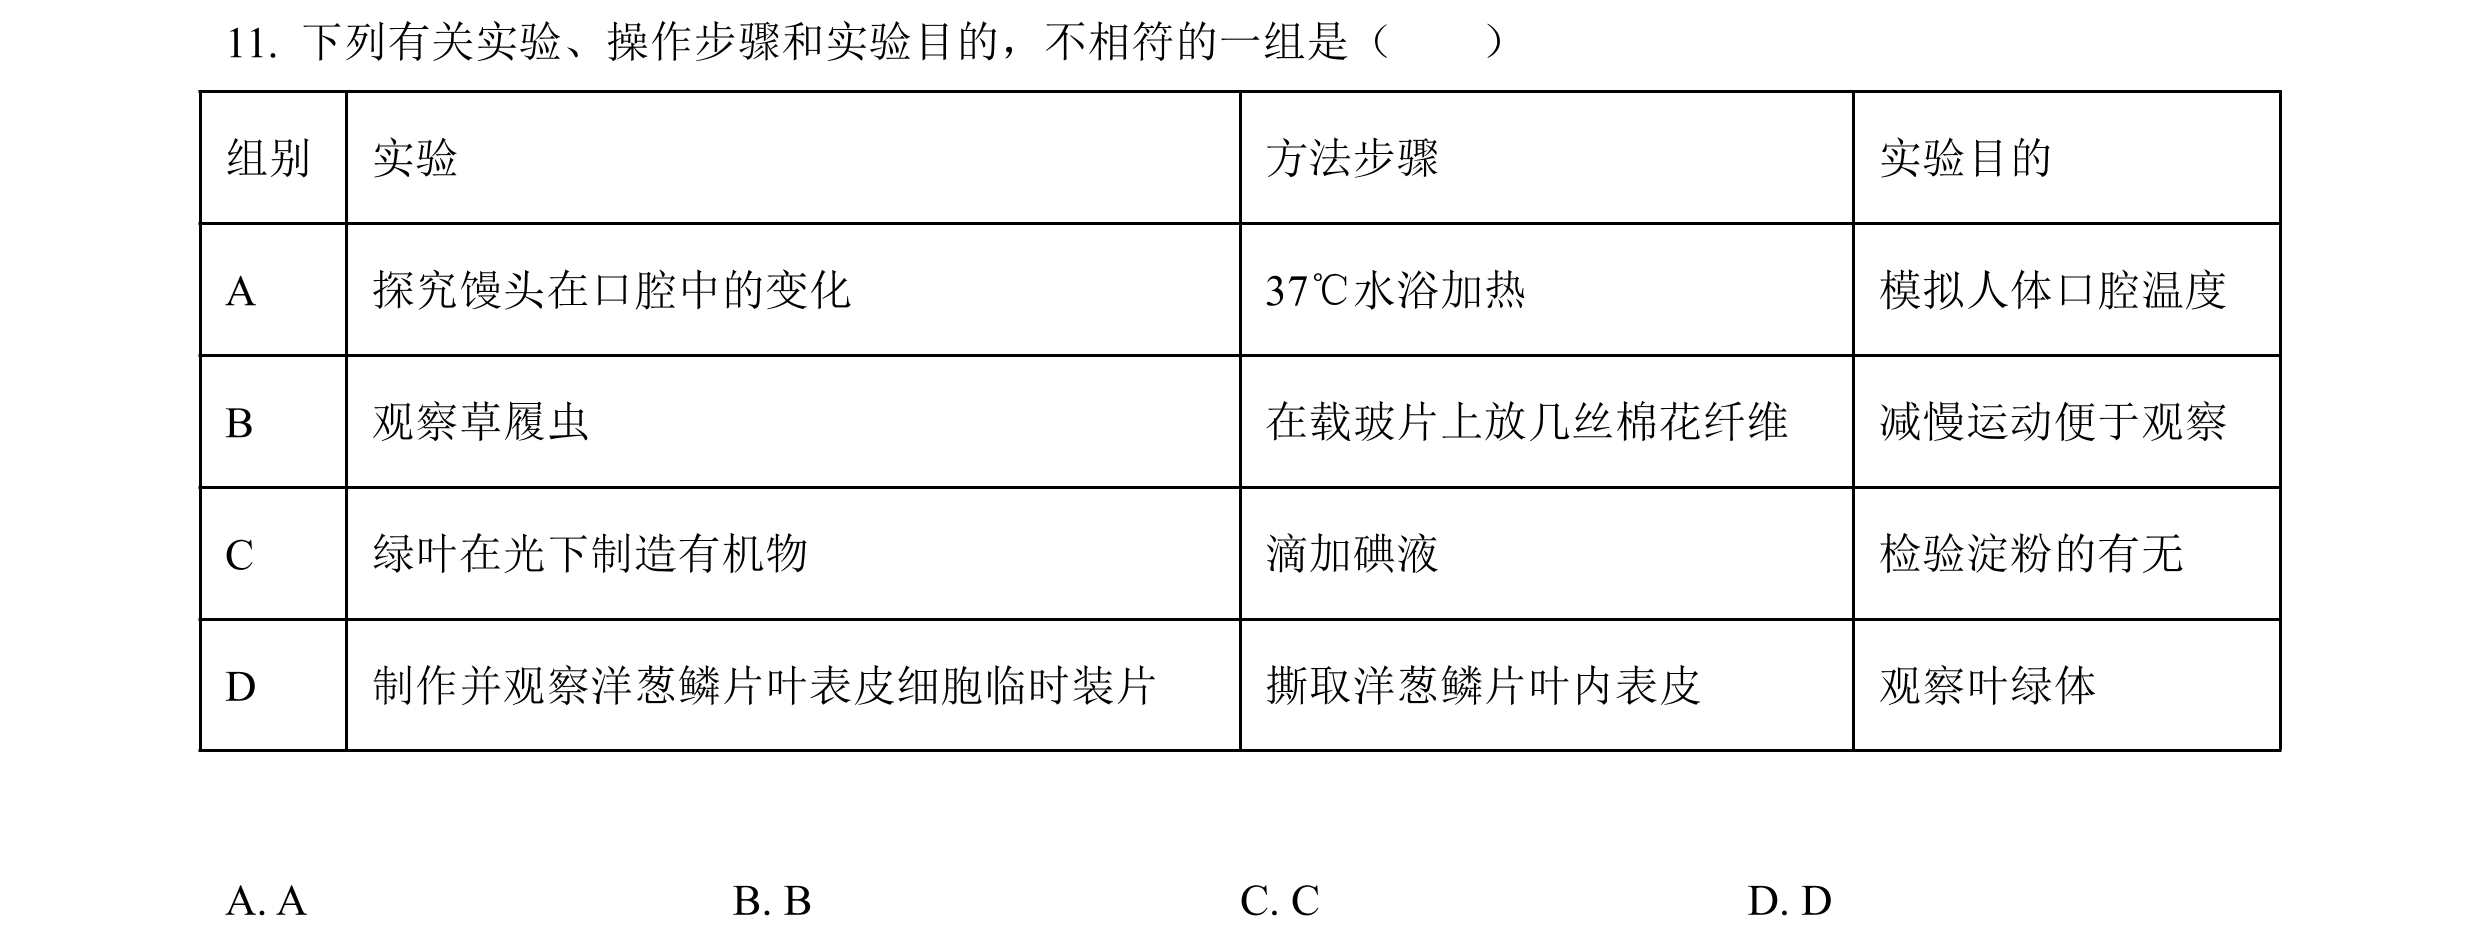 11. 下列有关实验、操作步骤和实验目的，不相符的一组是（　　）
组别 实验 方法步骤 实验目的
A 探究馒头在口腔中的变化 37℃水浴加热 模拟人体口腔温度
B 观察草履虫 在载玻片上放几丝棉花纤维 减慢运动便于观察
C 绿叶在光下制造有机物 滴加碘液 检验淀粉的有无
D 制作并观察洋葱鳞片叶表皮细胞临时装片 撕取洋葱鳞片叶内表皮 观察叶绿体
A. A B. B C. C D. D